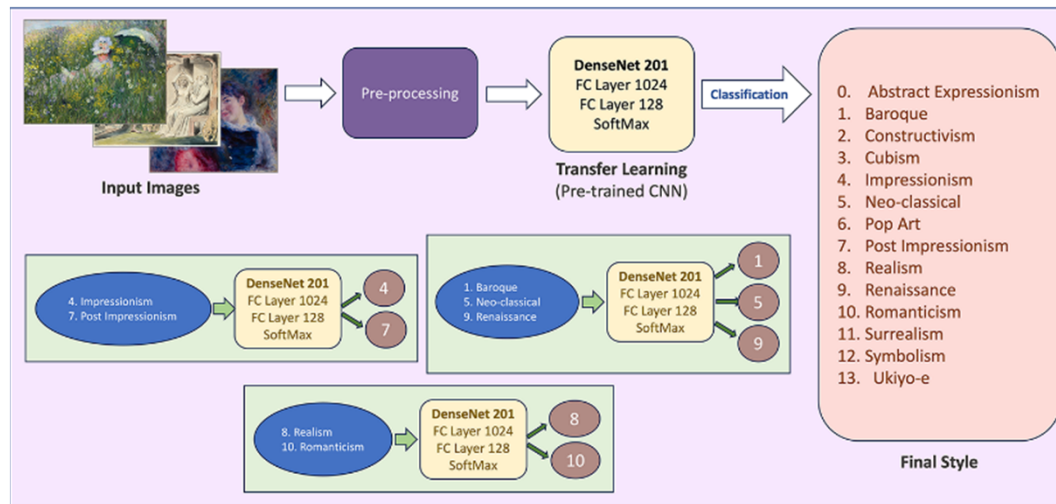 Input Images
Pre-processing
DenseNet 201
FC Layer 1024
FC Layer 128
SoftMax
Transfer Learning
(Pre-trained CNN)
Classification
0. Abstract Expressionism
1. Baroque
2. Constructivism
3. Cubism
4. Impressionism
5. Neo-classical
6. Pop Art
7. Post Impressionism
8. Realism
9. Renaissance
10. Romanticism
11. Surrealism
12. Symbolism
13. Ukiyo-e
Final Style
4. Impressionism
7. Post Impressionism
DenseNet 201
FC Layer 1024
FC Layer 128
SoftMax
4
7
1. Baroque
5. Neo-classical
9. Renaissance
DenseNet 201
FC Layer 1024
FC Layer 128
SoftMax
1
5
9
8. Realism
10. Romanticism
DenseNet 201
FC Layer 1024
FC Layer 128
SoftMax
8
10